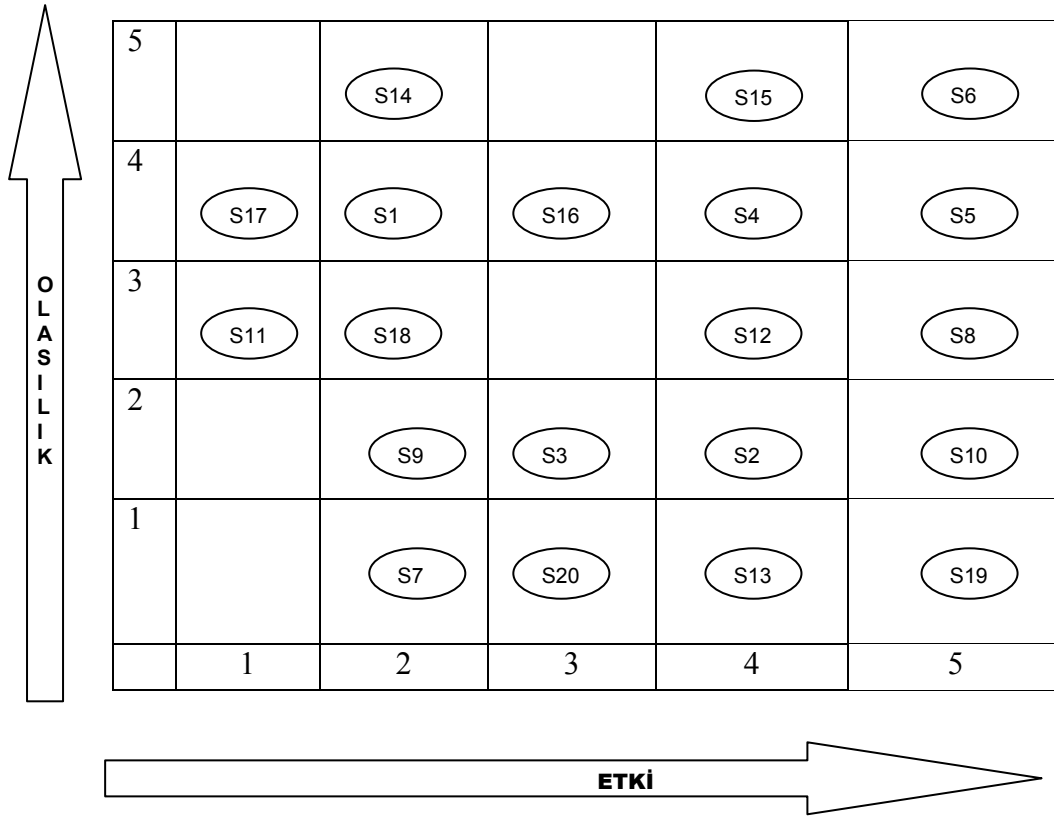 5 S14 S15 S6
4 S17 S1 S16 S4 S5
3 S11 S18 S12 S8
2 S9 S3 S2 S10
1 S7 S20 S13 S19
1 2 3 4 5
OLASILIK
ETKİ